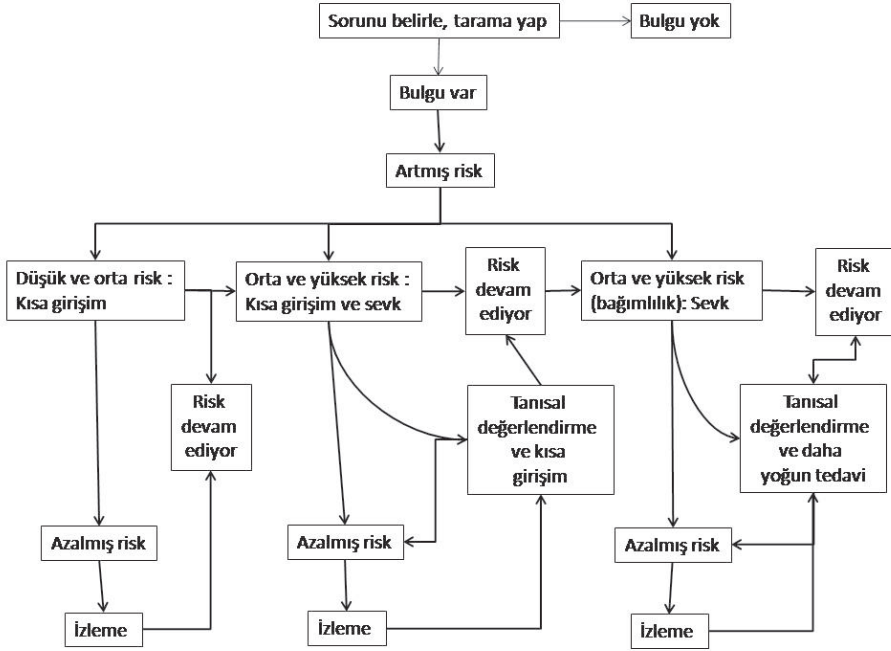 Sorunu belirle, tarama yap
Bulgu yok
Bulgu var
Artmış risk
Düşük ve orta risk :
Kısa girişim
Orta ve yüksek risk :
Kısa girişim ve sevk
Risk
devam
ediyor
Orta ve yüksek risk
(bağımlılık): Sevk
Risk
devam
ediyor
Risk
devam
ediyor
Tanısal
değerlendirme
ve kısa
girişim
Tanısal
değerlendirme
ve daha
yoğun tedavi
Azalmış risk
Azalmış risk
Azalmış risk
İzleme
İzleme
İzleme